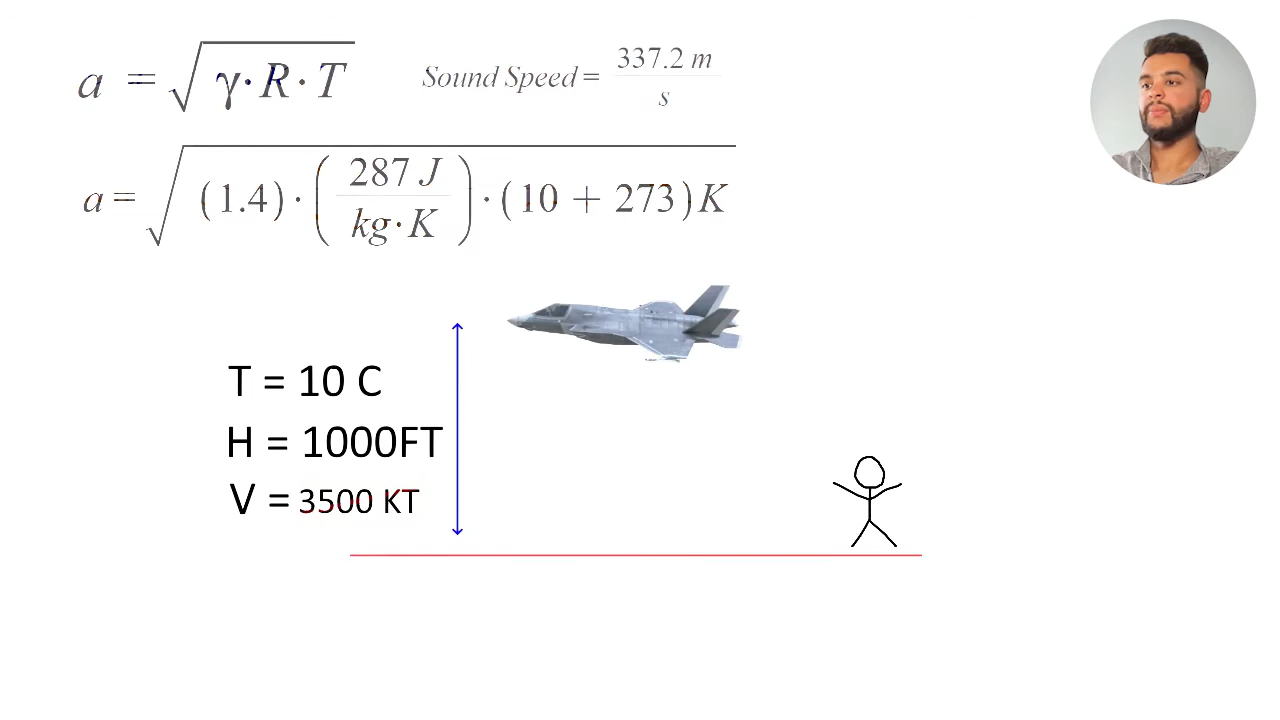 a = √γ· R · T
Sound Speed = 337.2 m / s
a = √(1.4) · (287 J / kg · K) · (10 + 273) K
T = 10 C
H = 1000FT
V = 3500 KT